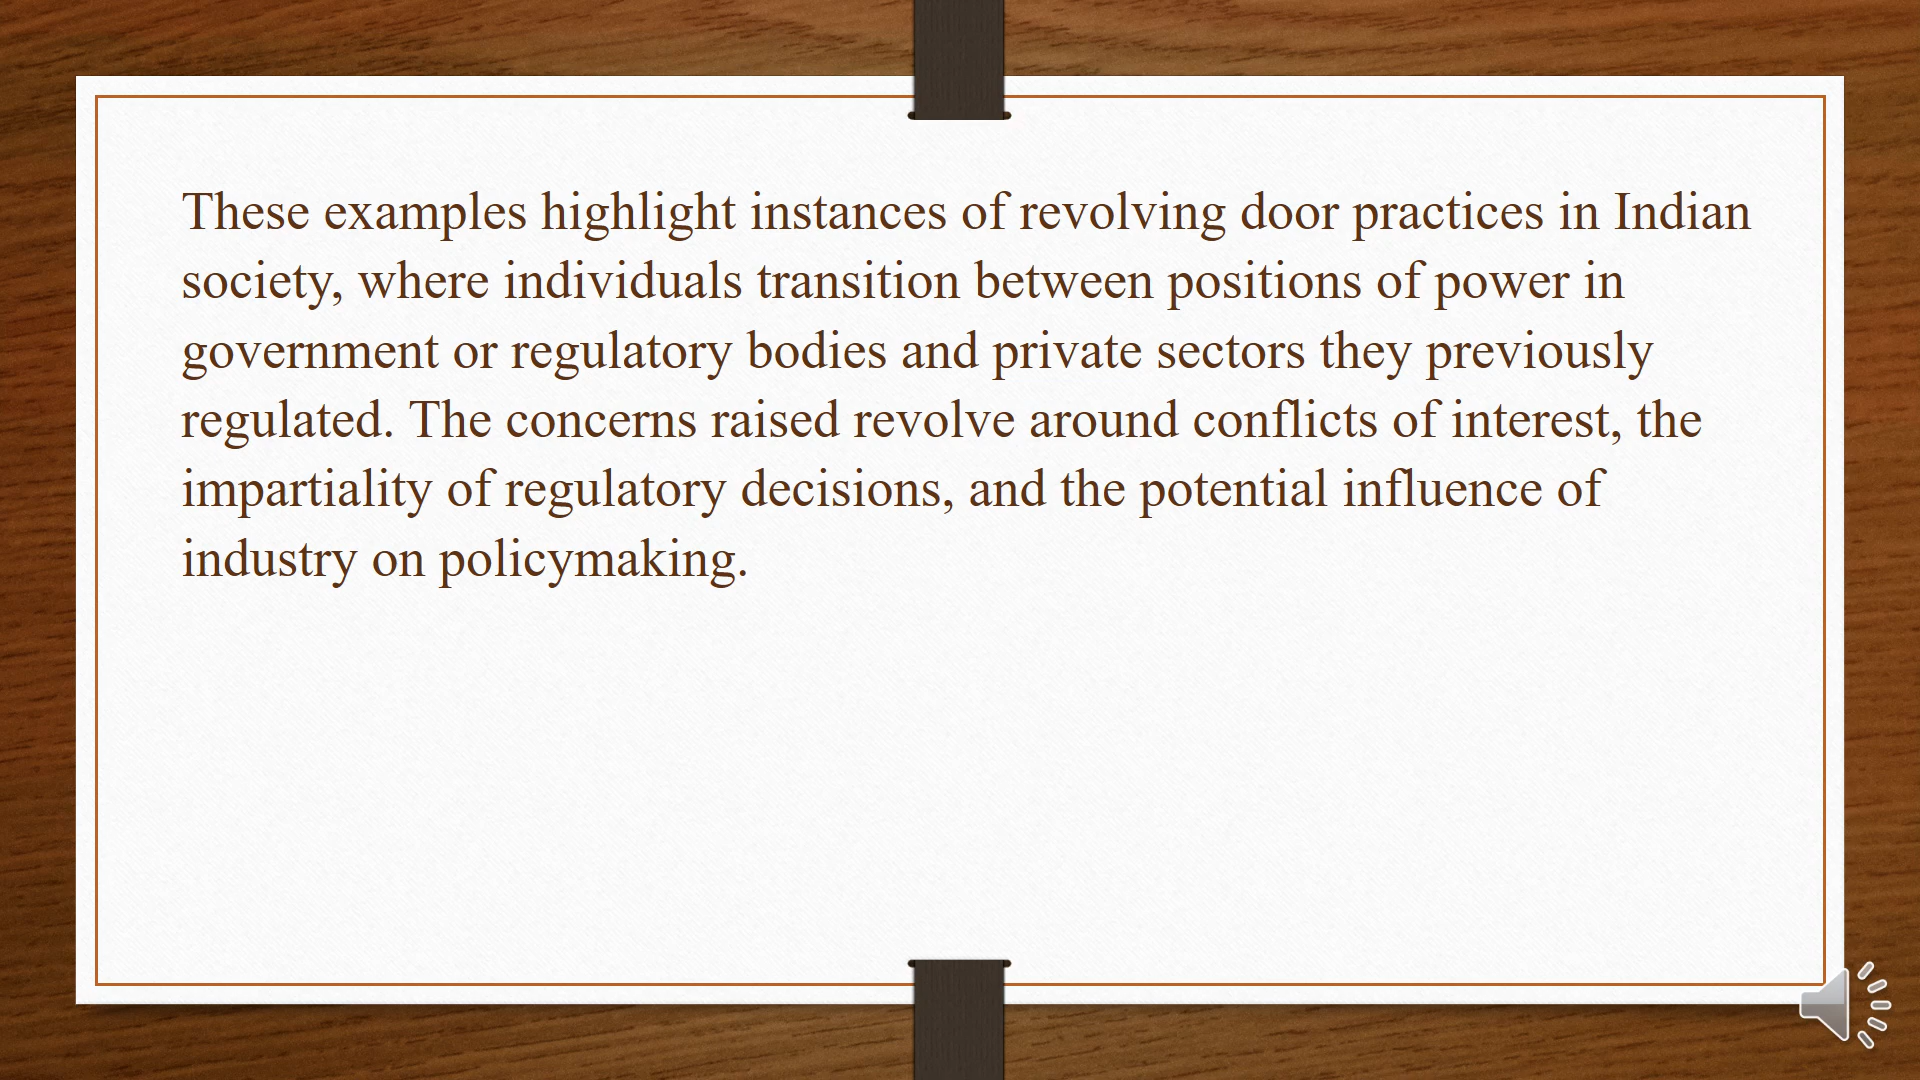 These examples highlight instances of revolving door practices in Indian
society, where individuals transition between positions of power in
government or regulatory bodies and private sectors they previously
regulated. The concerns raised revolve around conflicts of interest, the
impartiality of regulatory decisions, and the potential influence of
industry on policymaking.